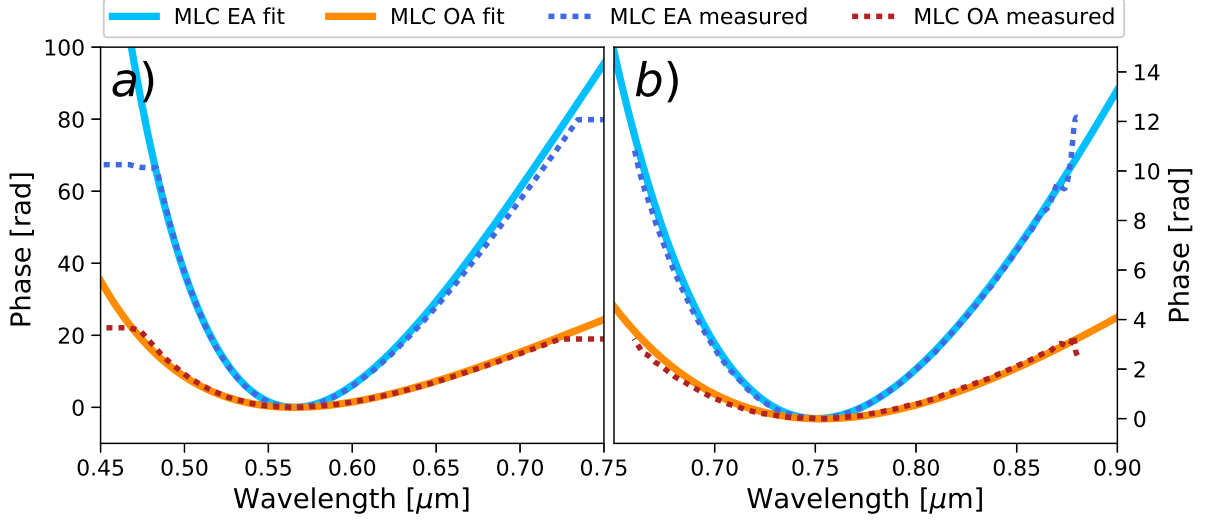 MLC EA fit MLC OA fit MLC EA measured MLC OA measured
a)
b)
100
80
60
40
20
0
Phase [rad]
14
12
10
8
6
4
2
0
Phase [rad]
0.45 0.50 0.55 0.60 0.65 0.70 0.75
0.70 0.75 0.80 0.85 0.90
Wavelength [μm]
Wavelength [μm]